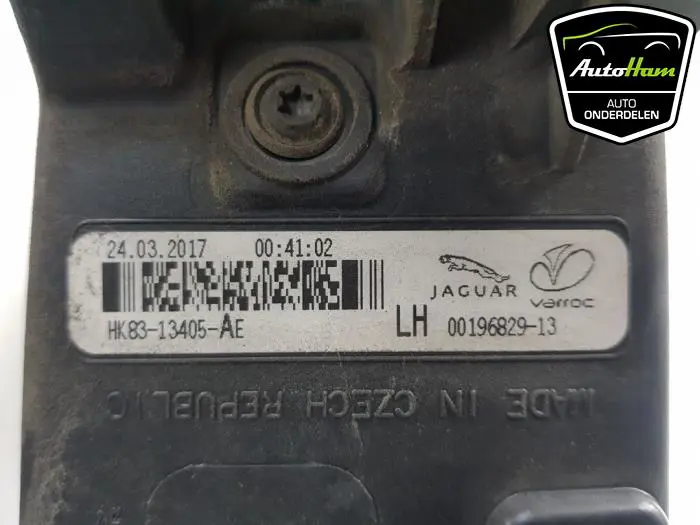 AutoHam
AUTO
ONDERDELEN
24.03.2017 00:41:02
JAGUAR
varroc
HK83-13405-AE
LH 00196829-13
MADE IN CZECH REPUBLIC